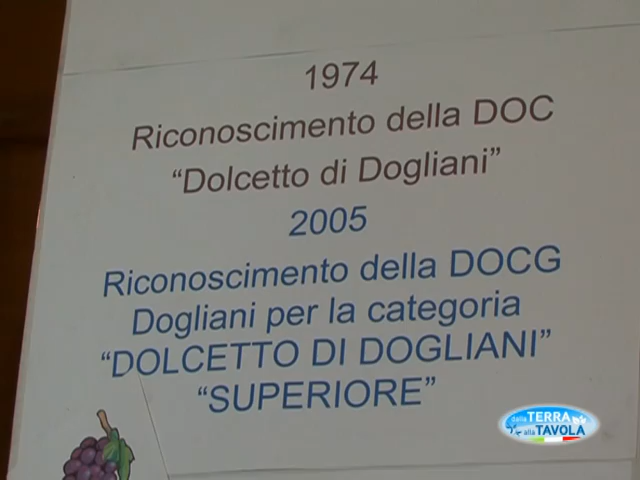 1974
Riconoscimento della DOC
“Dolcetto di Dogliani”
2005
Riconoscimento della DOCG
Dogliani per la categoria
“DOLCETTO DI DOGLIANI”
“SUPERIORE”
dalla TERRA
alla TAVOLA